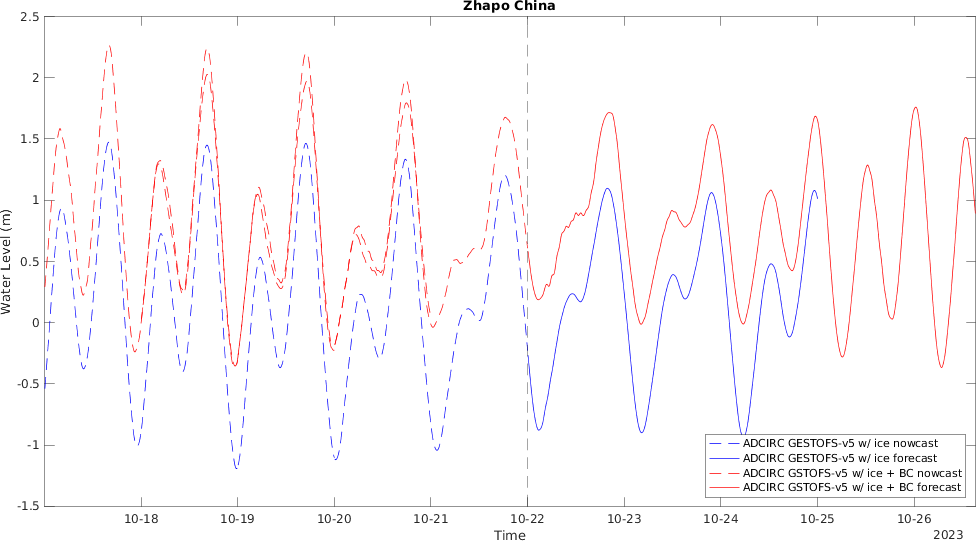 Zhapo China
2.5
2
1.5
1
0.5
0
-0.5
-1
-1.5
Water Level (m)
10-18
10-19
10-20
10-21
10-22
10-23
10-24
10-25
10-26
Time
2023
ADCIRC GESTOFS-v5 w/ ice nowcast
ADCIRC GESTOFS-v5 w/ ice forecast
ADCIRC GSTOFS-v5 w/ ice + BC nowcast
ADCIRC GSTOFS-v5 w/ ice + BC forecast